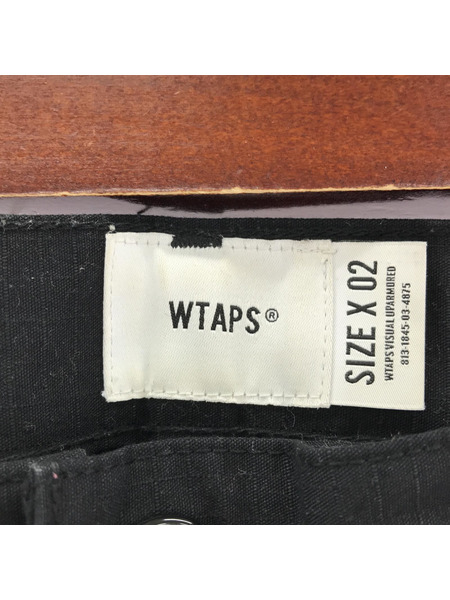 WTAPS®
SIZE X 02
WTAPS VISUAL UPARMORED
813-1845-03-4875